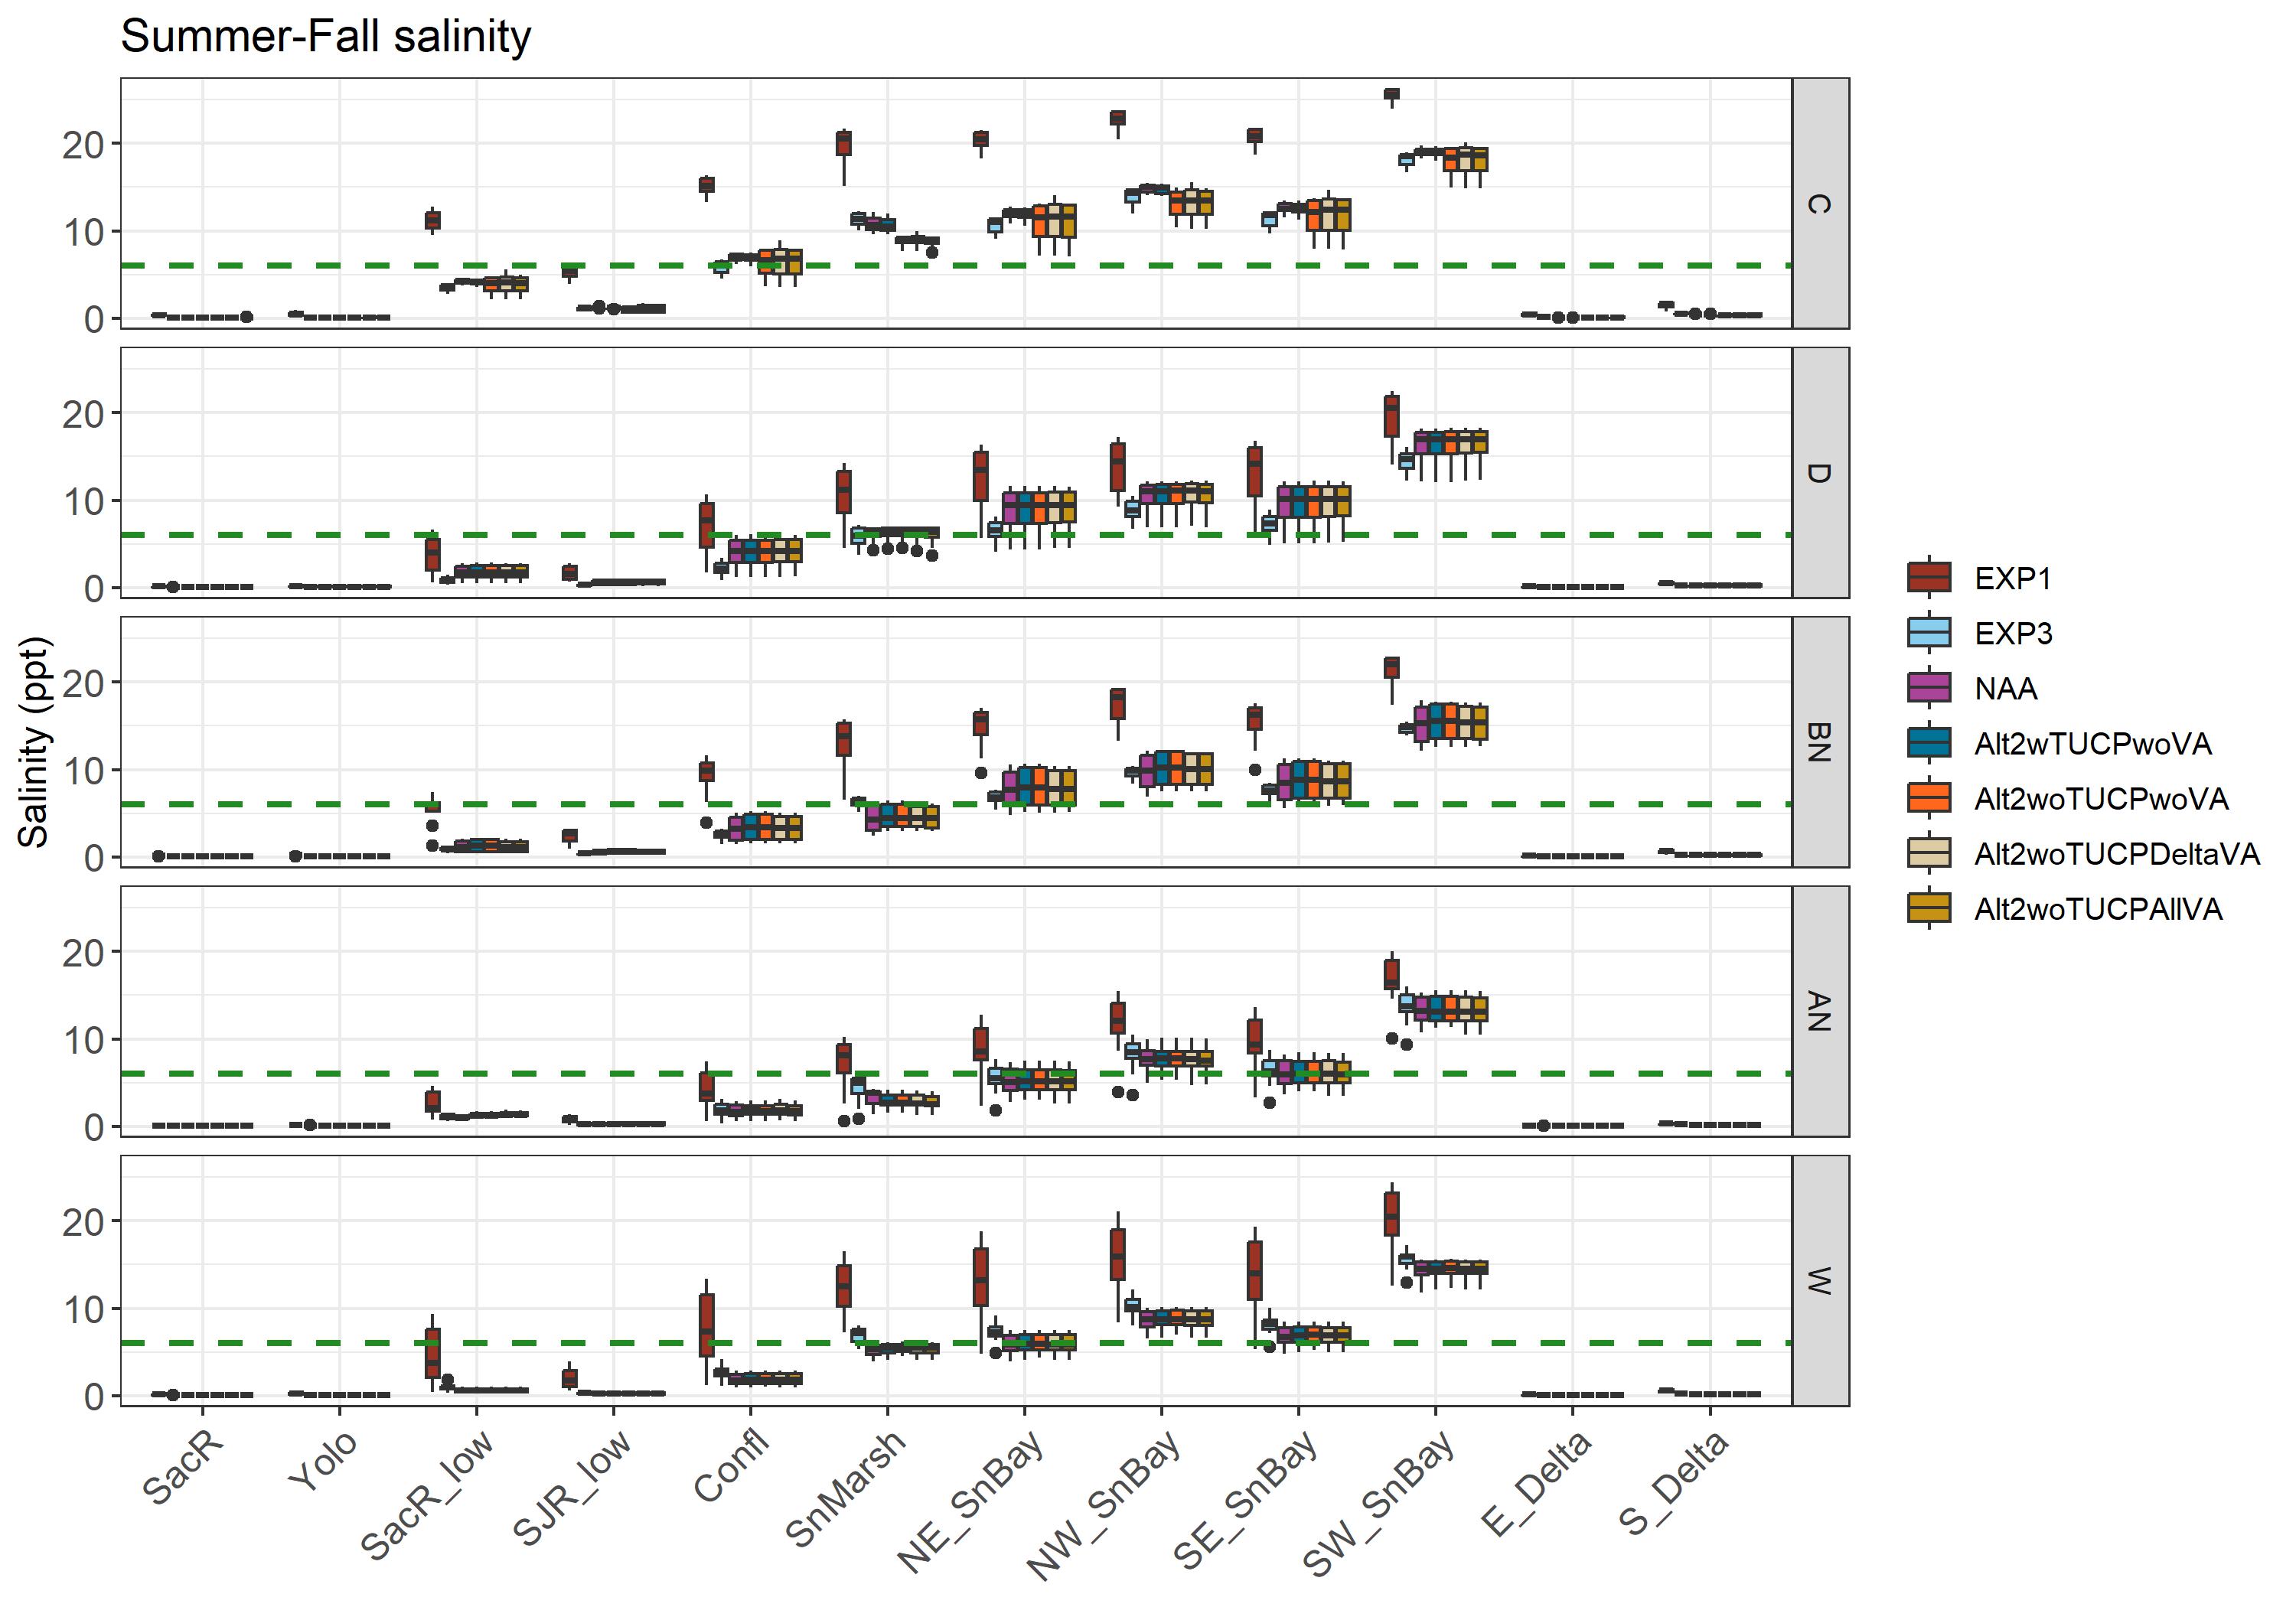 Summer-Fall salinity
Salinity (ppt)
20
10
0
C
20
10
0
D
20
10
0
BN
20
10
0
AN
20
10
0
W
SacR
Yolo
SacR_low
SJR_low
Confl
SnMarsh
NE_SnBay
NW_SnBay
SE_SnBay
SW_SnBay
E_Delta
S_Delta
EXP1
EXP3
NAA
Alt2wTUCPwoVA
Alt2woTUCPwoVA
Alt2woTUCPDeltaVA
Alt2woTUCPAllVA